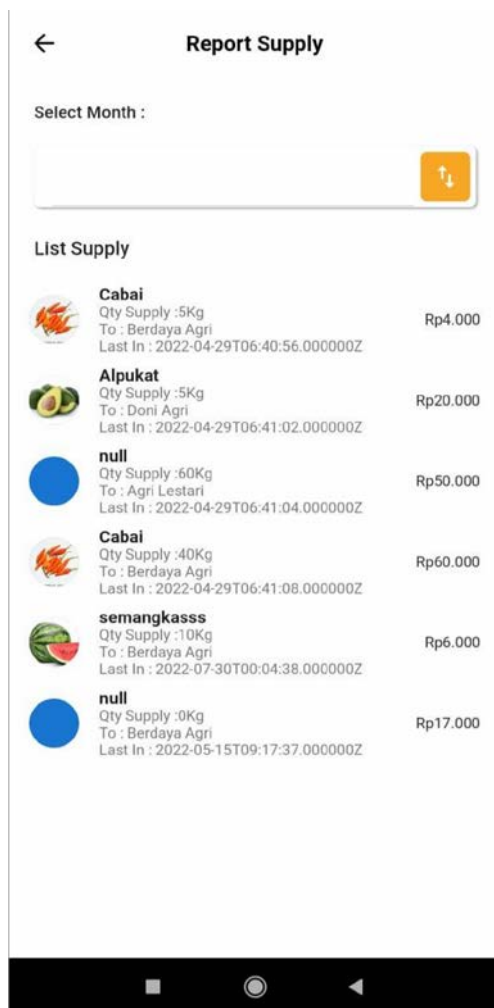 Report Supply
Select Month :
List Supply
Cabai
Qty Supply :5Kg
To : Berdaya Agri
Last In : 2022-04-29T06:40:56.000000Z
Rp4.000
Alpukat
Qty Supply :5Kg
To : Doni Agri
Last In : 2022-04-29T06:41:02.000000Z
Rp20.000
null
Qty Supply :60Kg
To : Agri Lestari
Last In : 2022-04-29T06:41:04.000000Z
Rp50.000
Cabai
Qty Supply :40Kg
To : Berdaya Agri
Last In : 2022-04-29T06:41:08.000000Z
Rp60.000
semangkasss
Qty Supply :10Kg
To : Berdaya Agri
Last In : 2022-07-30T00:04:38.000000Z
Rp6.000
null
Qty Supply :0Kg
To : Berdaya Agri
Last In : 2022-05-15T09:17:37.000000Z
Rp17.000